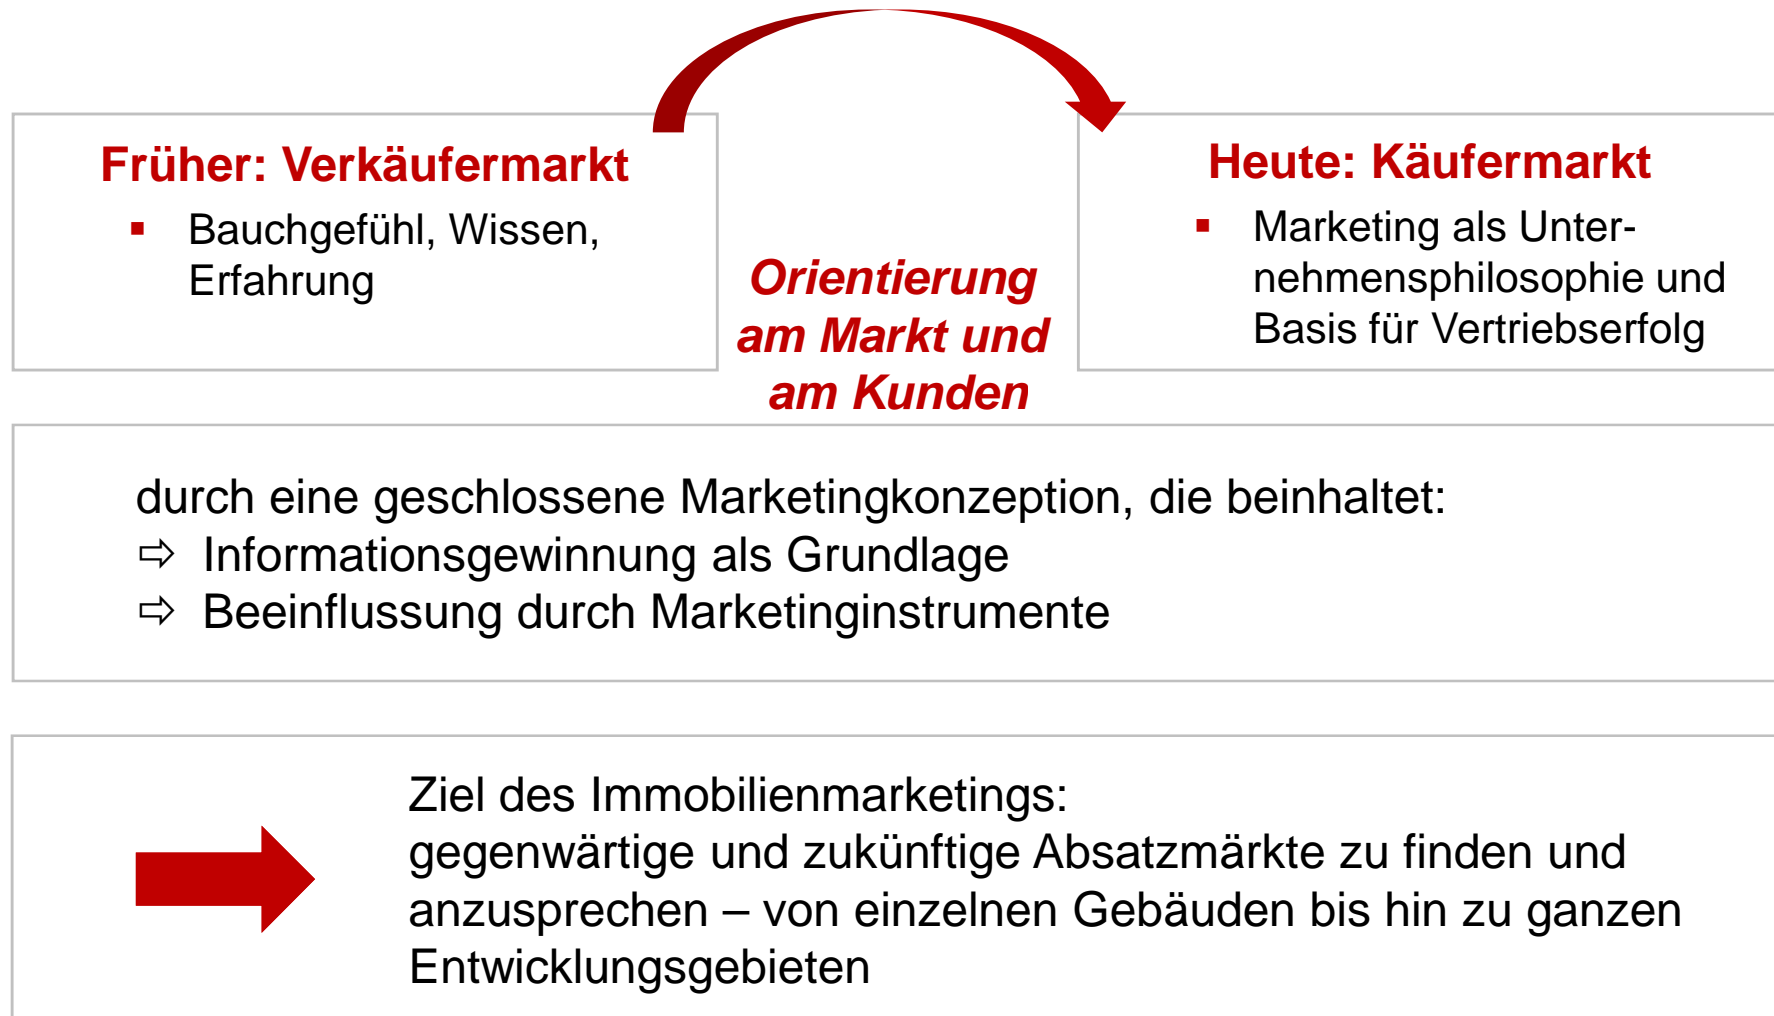 Früher: Verkäufermarkt
▪ Bauchgefühl, Wissen,
Erfahrung
Orientierung
am Markt und
am Kunden
Heute: Käufermarkt
▪ Marketing als Unter-
nehmensphilosophie und
Basis für Vertriebserfolg
durch eine geschlossene Marketingkonzeption, die beinhaltet:
⇨ Informationsgewinnung als Grundlage
⇨ Beeinflussung durch Marketinginstrumente
Ziel des Immobilienmarketings:
gegenwärtige und zukünftige Absatzmärkte zu finden und
anzusprechen – von einzelnen Gebäuden bis hin zu ganzen
Entwicklungsgebieten